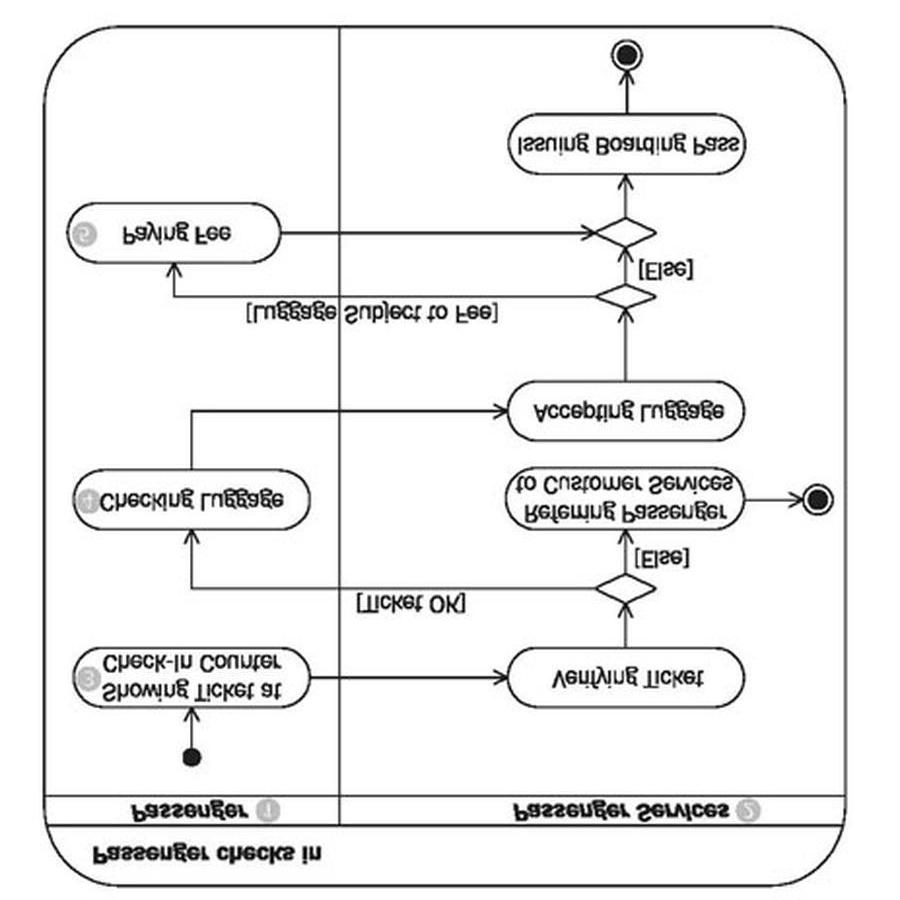 Passenger checks in
Passenger 1
Passenger Services 2
3 Showing Ticket at
Check-In Counter
Verifying Ticket
[Ticket OK]
[Else]
Referring Passenger
to Customer Services
4 Checking Luggage
Accepting Luggage
[Luggage Subject to Fee]
[Else]
5 Paying Fee
Issuing Boarding Pass